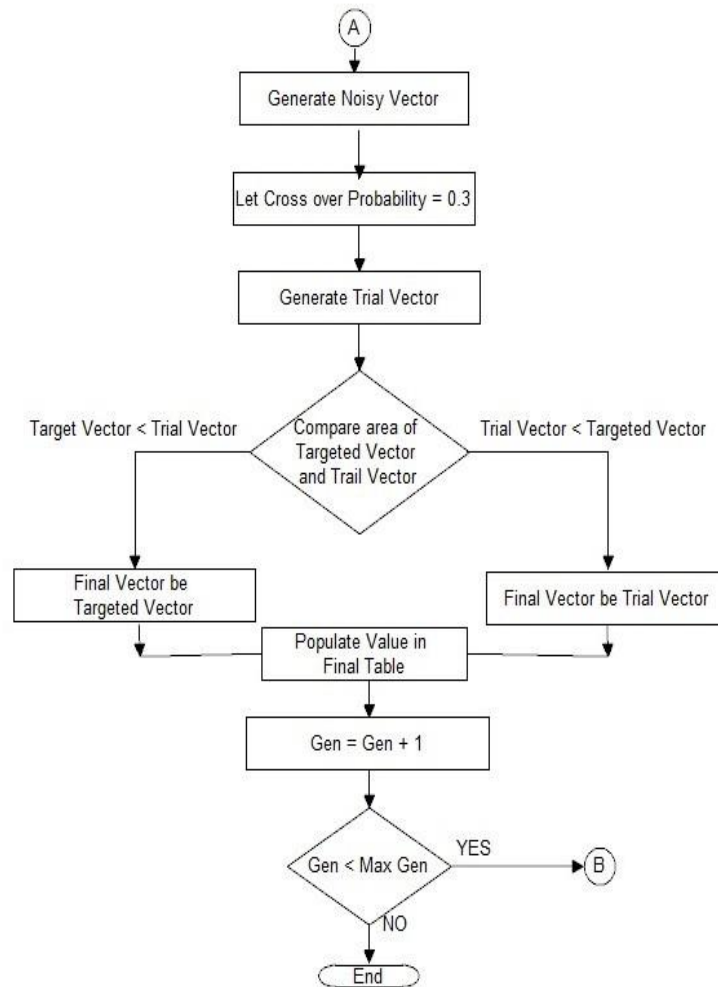 A
Generate Noisy Vector
Let Cross over Probability = 0.3
Generate Trial Vector
Compare area of
Targeted Vector
and Trail Vector
Target Vector < Trial Vector
Trial Vector < Targeted Vector
Final Vector be
Targeted Vector
Final Vector be Trial Vector
Populate Value in
Final Table
Gen = Gen + 1
Gen < Max Gen
YES
B
NO
End